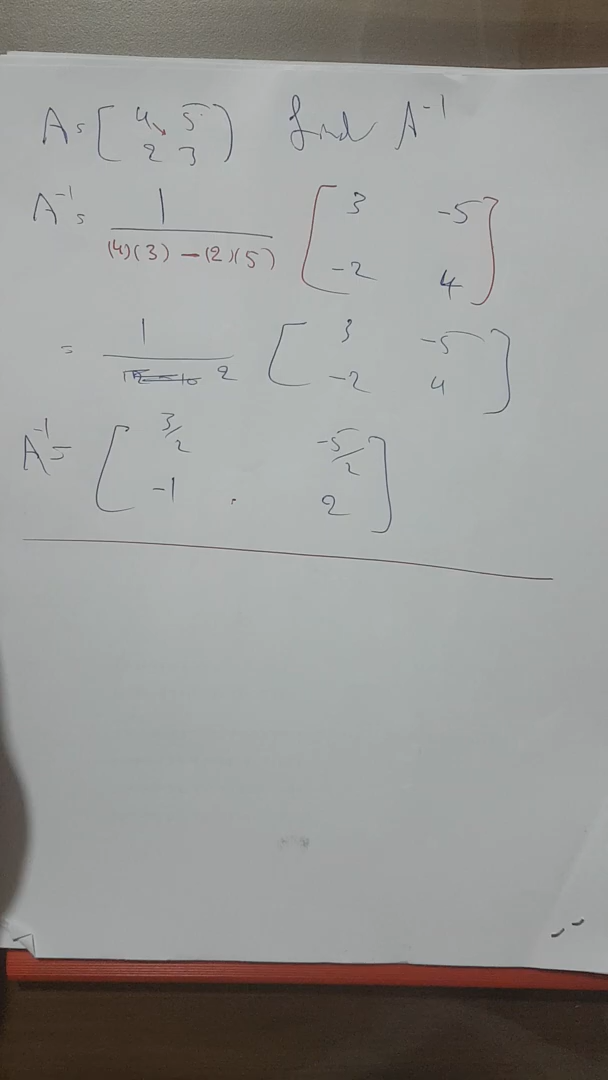 A = [ 4 5 2 3 ] find A⁻¹
A⁻¹ = 1 / (4)(3) - (2)(5) [ 3 -5 -2 4 ]
= 1 / 2 [ 3 -5 -2 4 ]
A⁻¹ = [ 3/2 -5/2 -1 2 ]